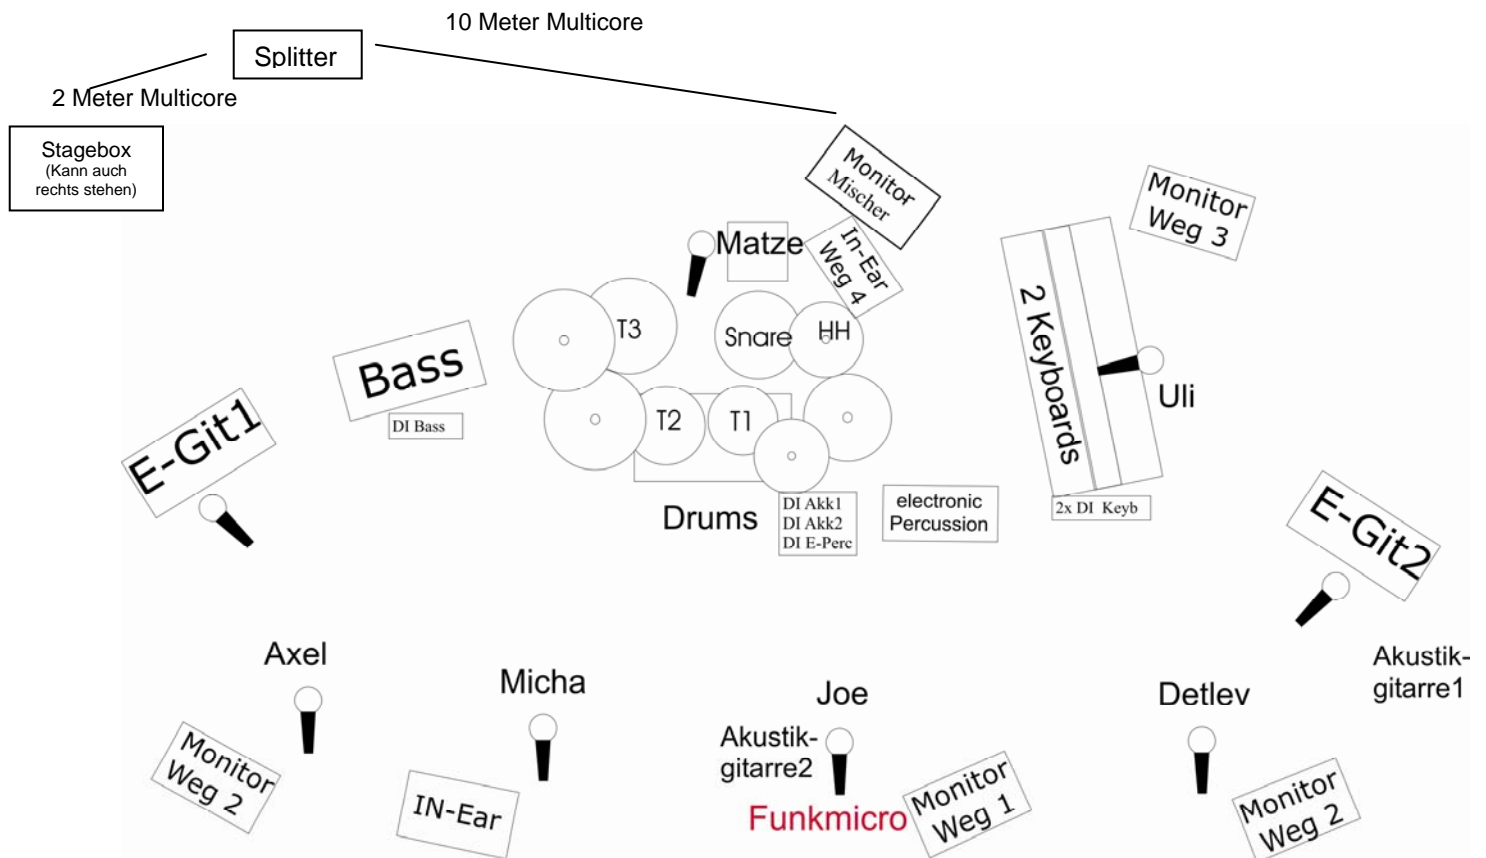 10 Meter Multicore
Splitter
2 Meter Multicore
Stagebox
(Kann auch
rechts stehen)
Monitor
Mischer
Monitor
Weg 3
Matze
In-Ear
Weg 4
T3
Snare
HH
2 Keyboards
Bass
Uli
E-Git1
DI Bass
T2
T1
Drums
DI Akk1
DI Akk2
DI E-Perc
electronic
Percussion
2x DI  Keyb
E-Git2
Axel
Micha
Joe
Detlev
Akustik-
gitarre1
Akustik-
gitarre2
Monitor
Weg 2
IN-Ear
Funkmicro
Monitor
Weg 1
Monitor
Weg 2